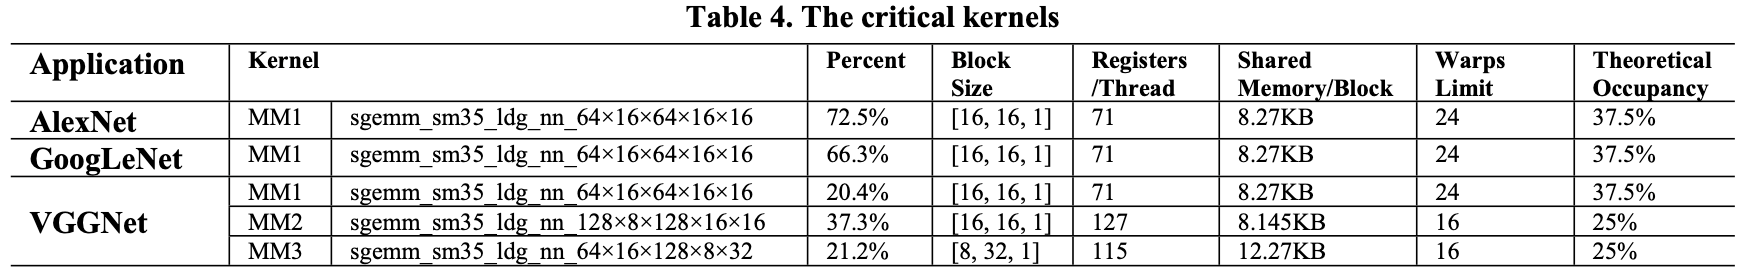 Table 4. The critical kernels
Application Kernel Percent Block Size Registers /Thread Shared Memory/Block Warps Limit Theoretical Occupancy
AlexNet MM1 sgemm_sm35_ldg_nn_64×16×64×16×16 72.5% [16, 16, 1] 71 8.27KB 24 37.5%
GoogLeNet MM1 sgemm_sm35_ldg_nn_64×16×64×16×16 66.3% [16, 16, 1] 71 8.27KB 24 37.5%
VGGNet MM1 sgemm_sm35_ldg_nn_64×16×64×16×16 20.4% [16, 16, 1] 71 8.27KB 24 37.5%
MM2 sgemm_sm35_ldg_nn_128×8×128×16×16 37.3% [16, 16, 1] 127 8.145KB 16 25%
MM3 sgemm_sm35_ldg_nn_64×16×128×8×32 21.2% [8, 32, 1] 115 12.27KB 16 25%